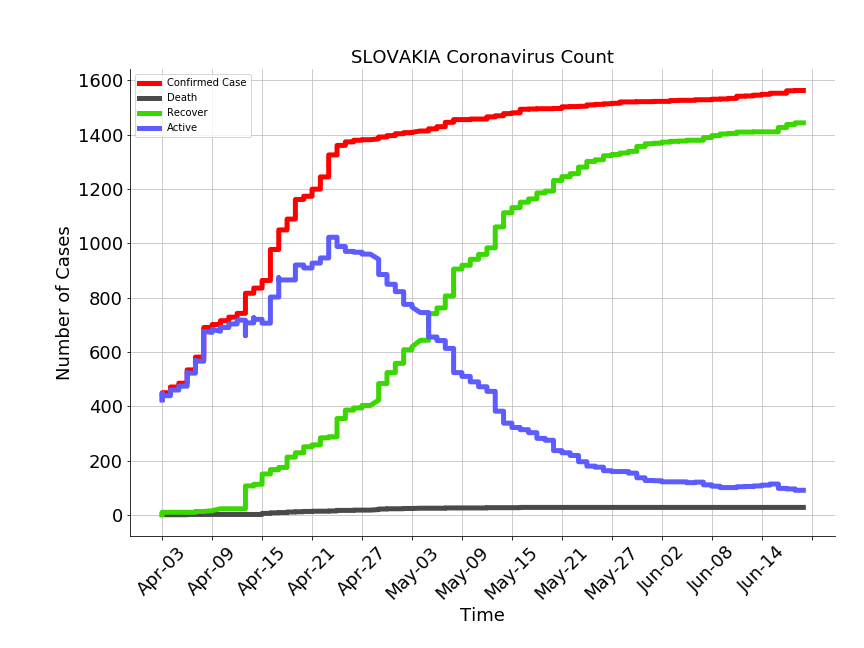 SLOVAKIA Coronavirus Count
Confirmed Case
Death
Recover
Active
1600
1400
1200
1000
800
600
400
200
0
Number of Cases
Apr-03
Apr-09
Apr-15
Apr-21
Apr-27
May-03
May-09
May-15
May-21
May-27
Jun-02
Jun-08
Jun-14
Time